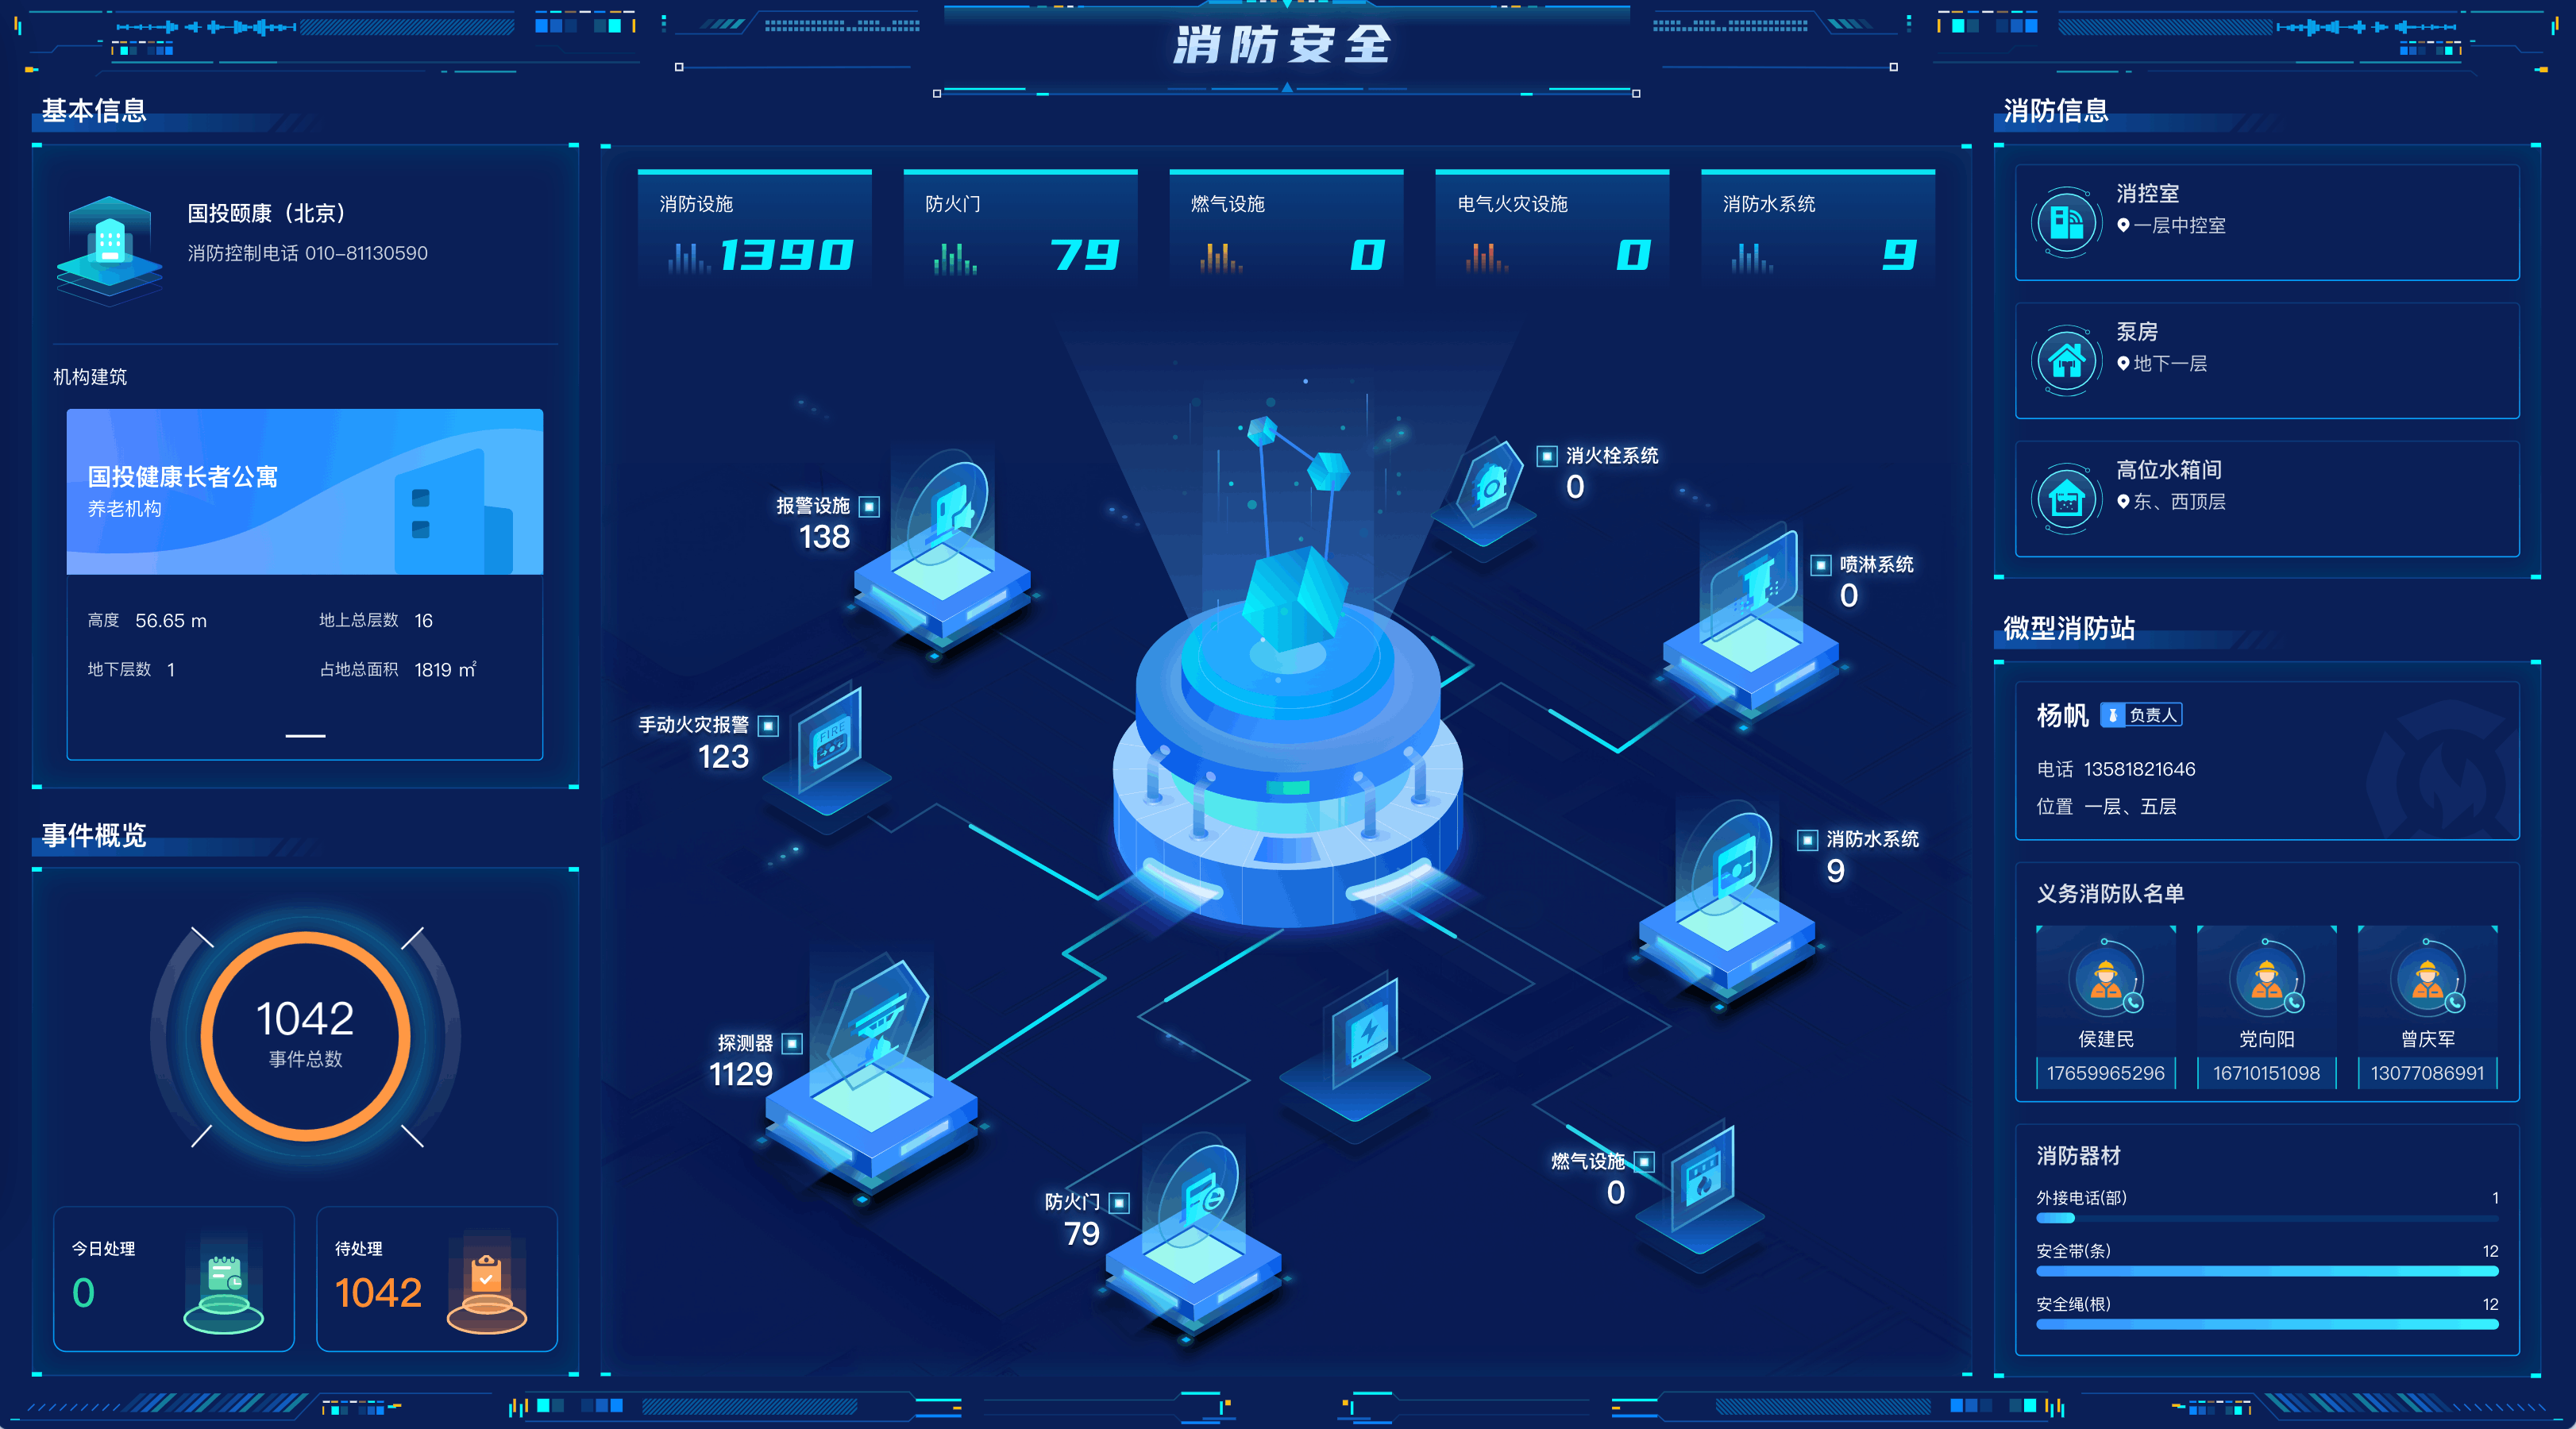 消防安全
基本信息
国投颐康（北京）
消防控制电话 010-81130590
机构建筑
国投健康长者公寓
养老机构
高度 56.65 m
地上总层数 16
地下层数 1
占地总面积 1819 ㎡
事件概览
1042
事件总数
今日处理
0
待处理
1042
消防设施
1390
防火门
79
燃气设施
0
电气火灾设施
0
消防水系统
9
报警设施
138
消火栓系统
0
喷淋系统
0
手动火灾报警
123
FIRE
消防水系统
9
探测器
1129
防火门
79
燃气设施
0
消防信息
消控室
一层中控室
泵房
地下一层
高位水箱间
东、西顶层
微型消防站
杨帆 负责人
电话 13581821646
位置 一层、五层
义务消防队名单
侯建民
17659965296
党向阳
16710151098
曾庆军
13077086991
消防器材
外接电话(部) 1
安全带(条) 12
安全绳(根) 12